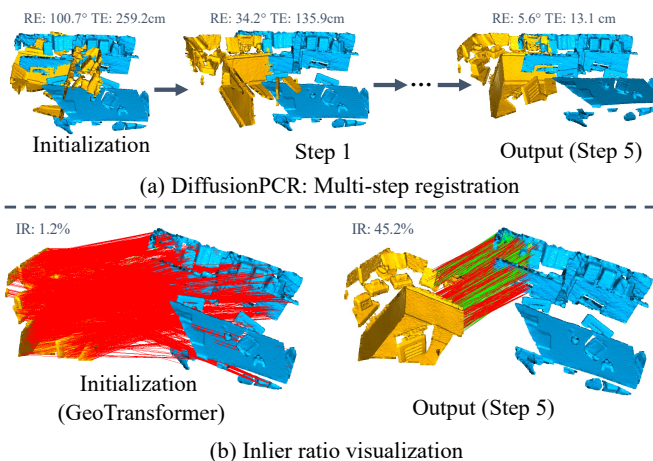 RE: 100.7° TE: 259.2cm
RE: 34.2° TE: 135.9cm
RE: 5.6° TE: 13.1 cm
Initialization
Step 1
Output (Step 5)
(a) DiffusionPCR: Multi-step registration
IR: 1.2%
IR: 45.2%
Initialization
(GeoTransformer)
Output (Step 5)
(b) Inlier ratio visualization